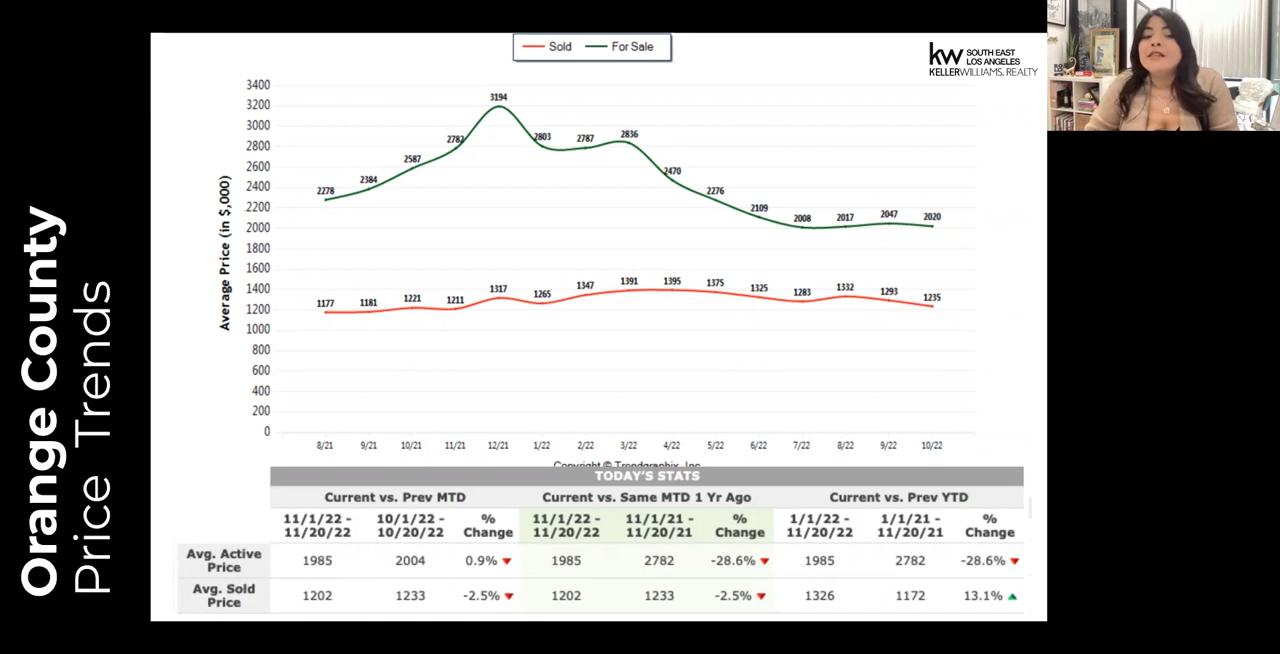 Orange County
Price Trends
Sold For Sale
kw SOUTH EAST
LOS ANGELES
KELLERWILLIAMS. REALTY
Average Price (in $,000)
3400
3200
3000
2800
2600
2400
2200
2000
1800
1600
1400
1200
1000
800
600
400
200
0
2278 2384 2587 2782 3194 2803 2787 2836 2470 2276 2109 2008 2017 2047 2020
1177 1181 1221 1211 1317 1265 1347 1391 1395 1375 1325 1283 1332 1293 1235
8/21 9/21 10/21 11/21 12/21 1/22 2/22 3/22 4/22 5/22 6/22 7/22 8/22 9/22 10/22
Copyright © Trendgraphix, Inc.
TODAY'S STATS
Current vs. Prev MTD Current vs. Same MTD 1 Yr Ago Current vs. Prev YTD
11/1/22 - 10/1/22 - % 11/1/22 - 11/1/21 - % 1/1/22 - 1/1/21 - %
11/20/22 10/20/22 Change 11/20/22 11/20/21 Change 11/20/22 11/20/21 Change
Avg. Active
Price 1985 2004 0.9% 1985 2782 -28.6% 1985 2782 -28.6%
Avg. Sold
Price 1202 1233 -2.5% 1202 1233 -2.5% 1326 1172 13.1%